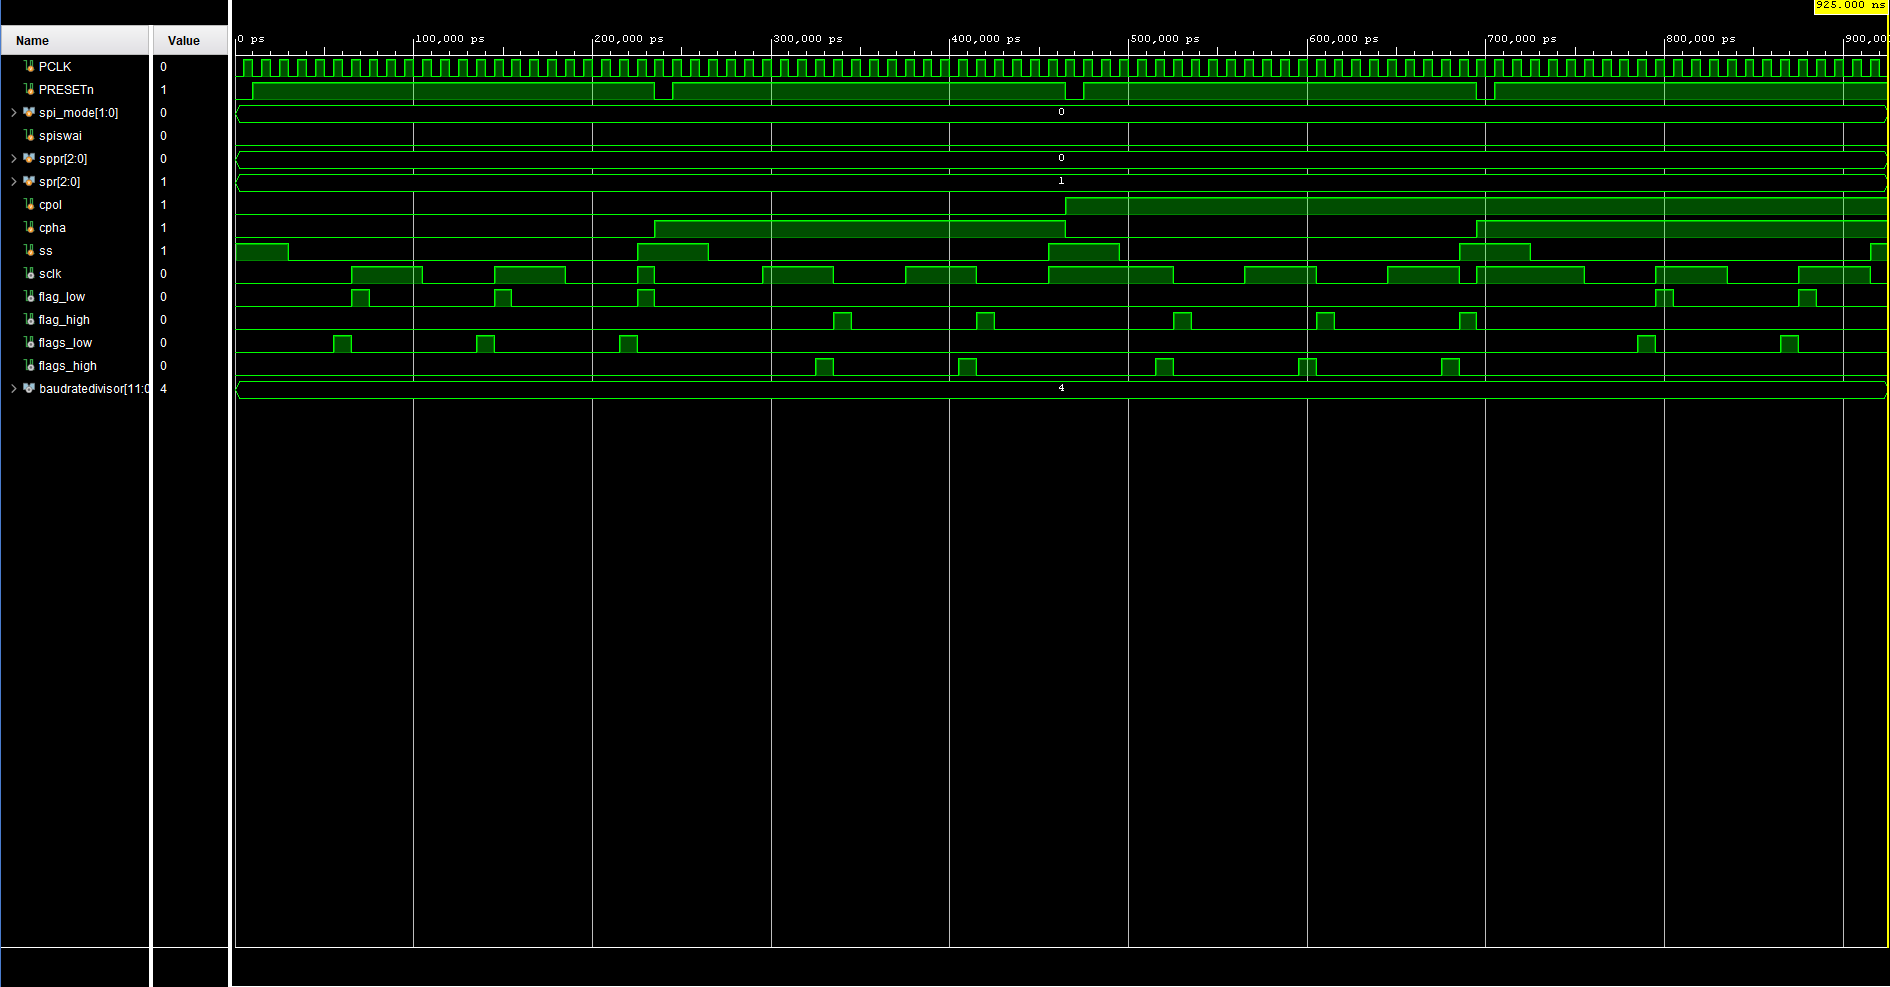 925.000 ns
Name Value
0 ps 100,000 ps 200,000 ps 300,000 ps 400,000 ps 500,000 ps 600,000 ps 700,000 ps 800,000 ps 900,00
PCLK 0
PRESETn 1
spi_mode[1:0] 0 0
spiswai 0
sppr[2:0] 0 0
spr[2:0] 1 1
cpol 1
cpha 1
ss 1
sclk 0
flag_low 0
flag_high 0
flags_low 0
flags_high 0
baudratedivisor[11:0 4 4